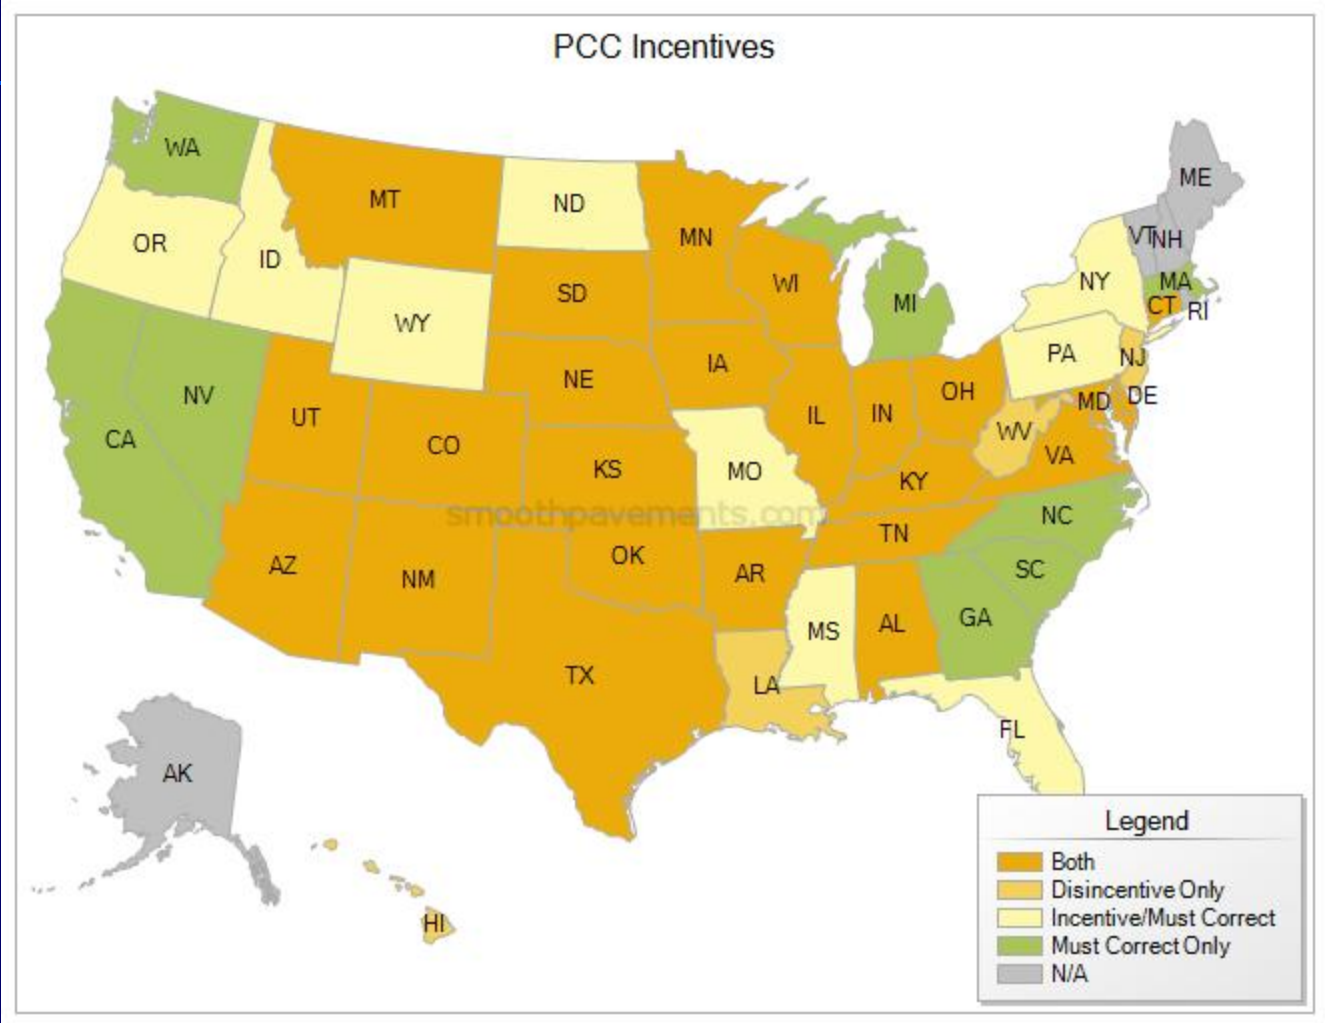 PCC Incentives
WA
MT
ND
MN
ME
VT
NH
OR
ID
SD
WI
MI
NY
MA
CT
RI
WY
NE
IA
PA
NJ
NV
UT
CO
KS
MO
IL
IN
OH
MD
DE
CA
WV
VA
KY
smoothpavements.com
NC
TN
AZ
NM
OK
AR
SC
MS
AL
GA
TX
LA
FL
AK
HI
Legend
Both
Disincentive Only
Incentive/Must Correct
Must Correct Only
N/A